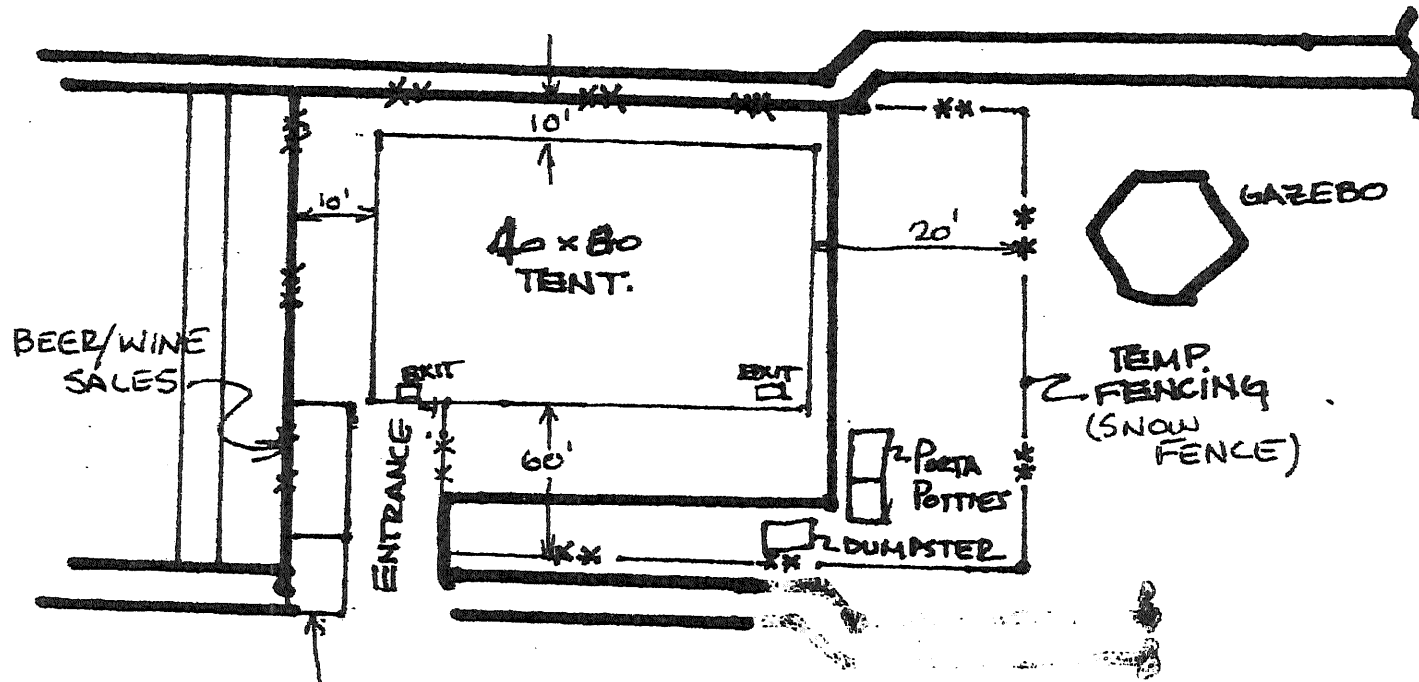 10'
10'
GAZEBO
20'
40 x 80
TENT.
BEER/WINE
SALES
EXIT
EXIT
TEMP.
FENCING
(SNOW
FENCE)
ENTRANCE
60'
PORTA
POTTIES
DUMPSTER